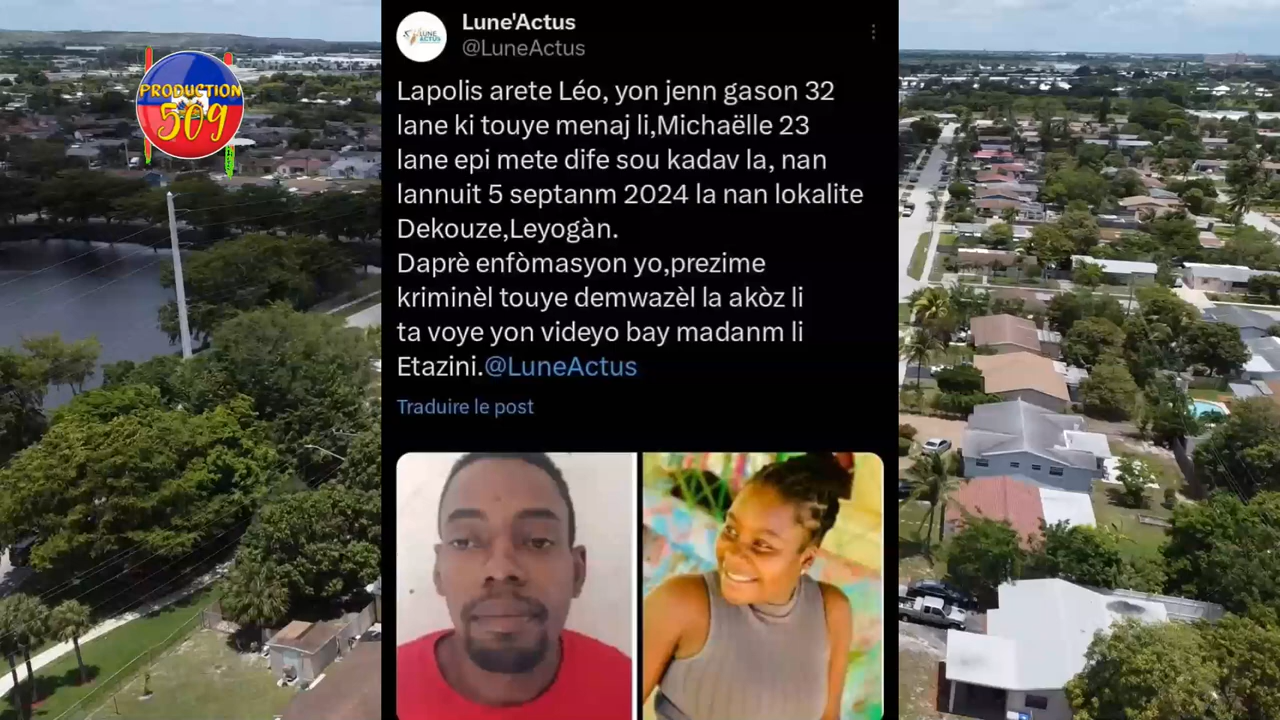 PRODUCTION
509
Lune'Actus
@LuneActus
Lapolis arete Léo, yon jenn gason 32
lane ki touye menaj li,Michaëlle 23
lane epi mete dife sou kadav la, nan
lannuit 5 septanm 2024 la nan lokalite
Dekouze,Leyogàn.
Daprè enfòmasyon yo,prezime
kriminèl touye demwazèl la akòz li
ta voye yon videyo bay madanm li
Etazini.@LuneActus
Traduire le post